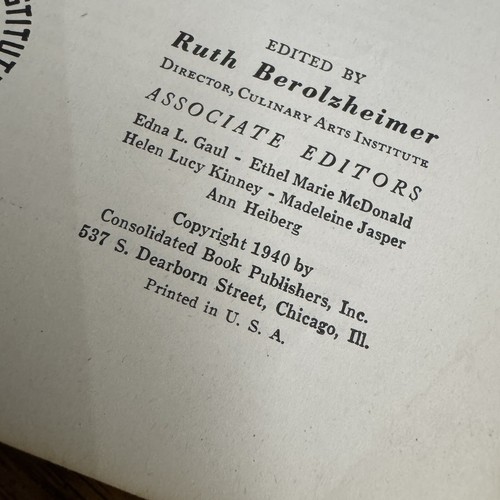 STITUT
EDITED BY
Ruth Berolzheimer
DIRECTOR, CULINARY ARTS INSTITUTE
ASSOCIATE EDITORS
Edna L. Gaul - Ethel Marie McDonald
Helen Lucy Kinney - Madeleine Jasper
Ann Heiberg
Copyright 1940 by
Consolidated Book Publishers, Inc.
537 S. Dearborn Street, Chicago, Ill.
Printed in U. S. A.